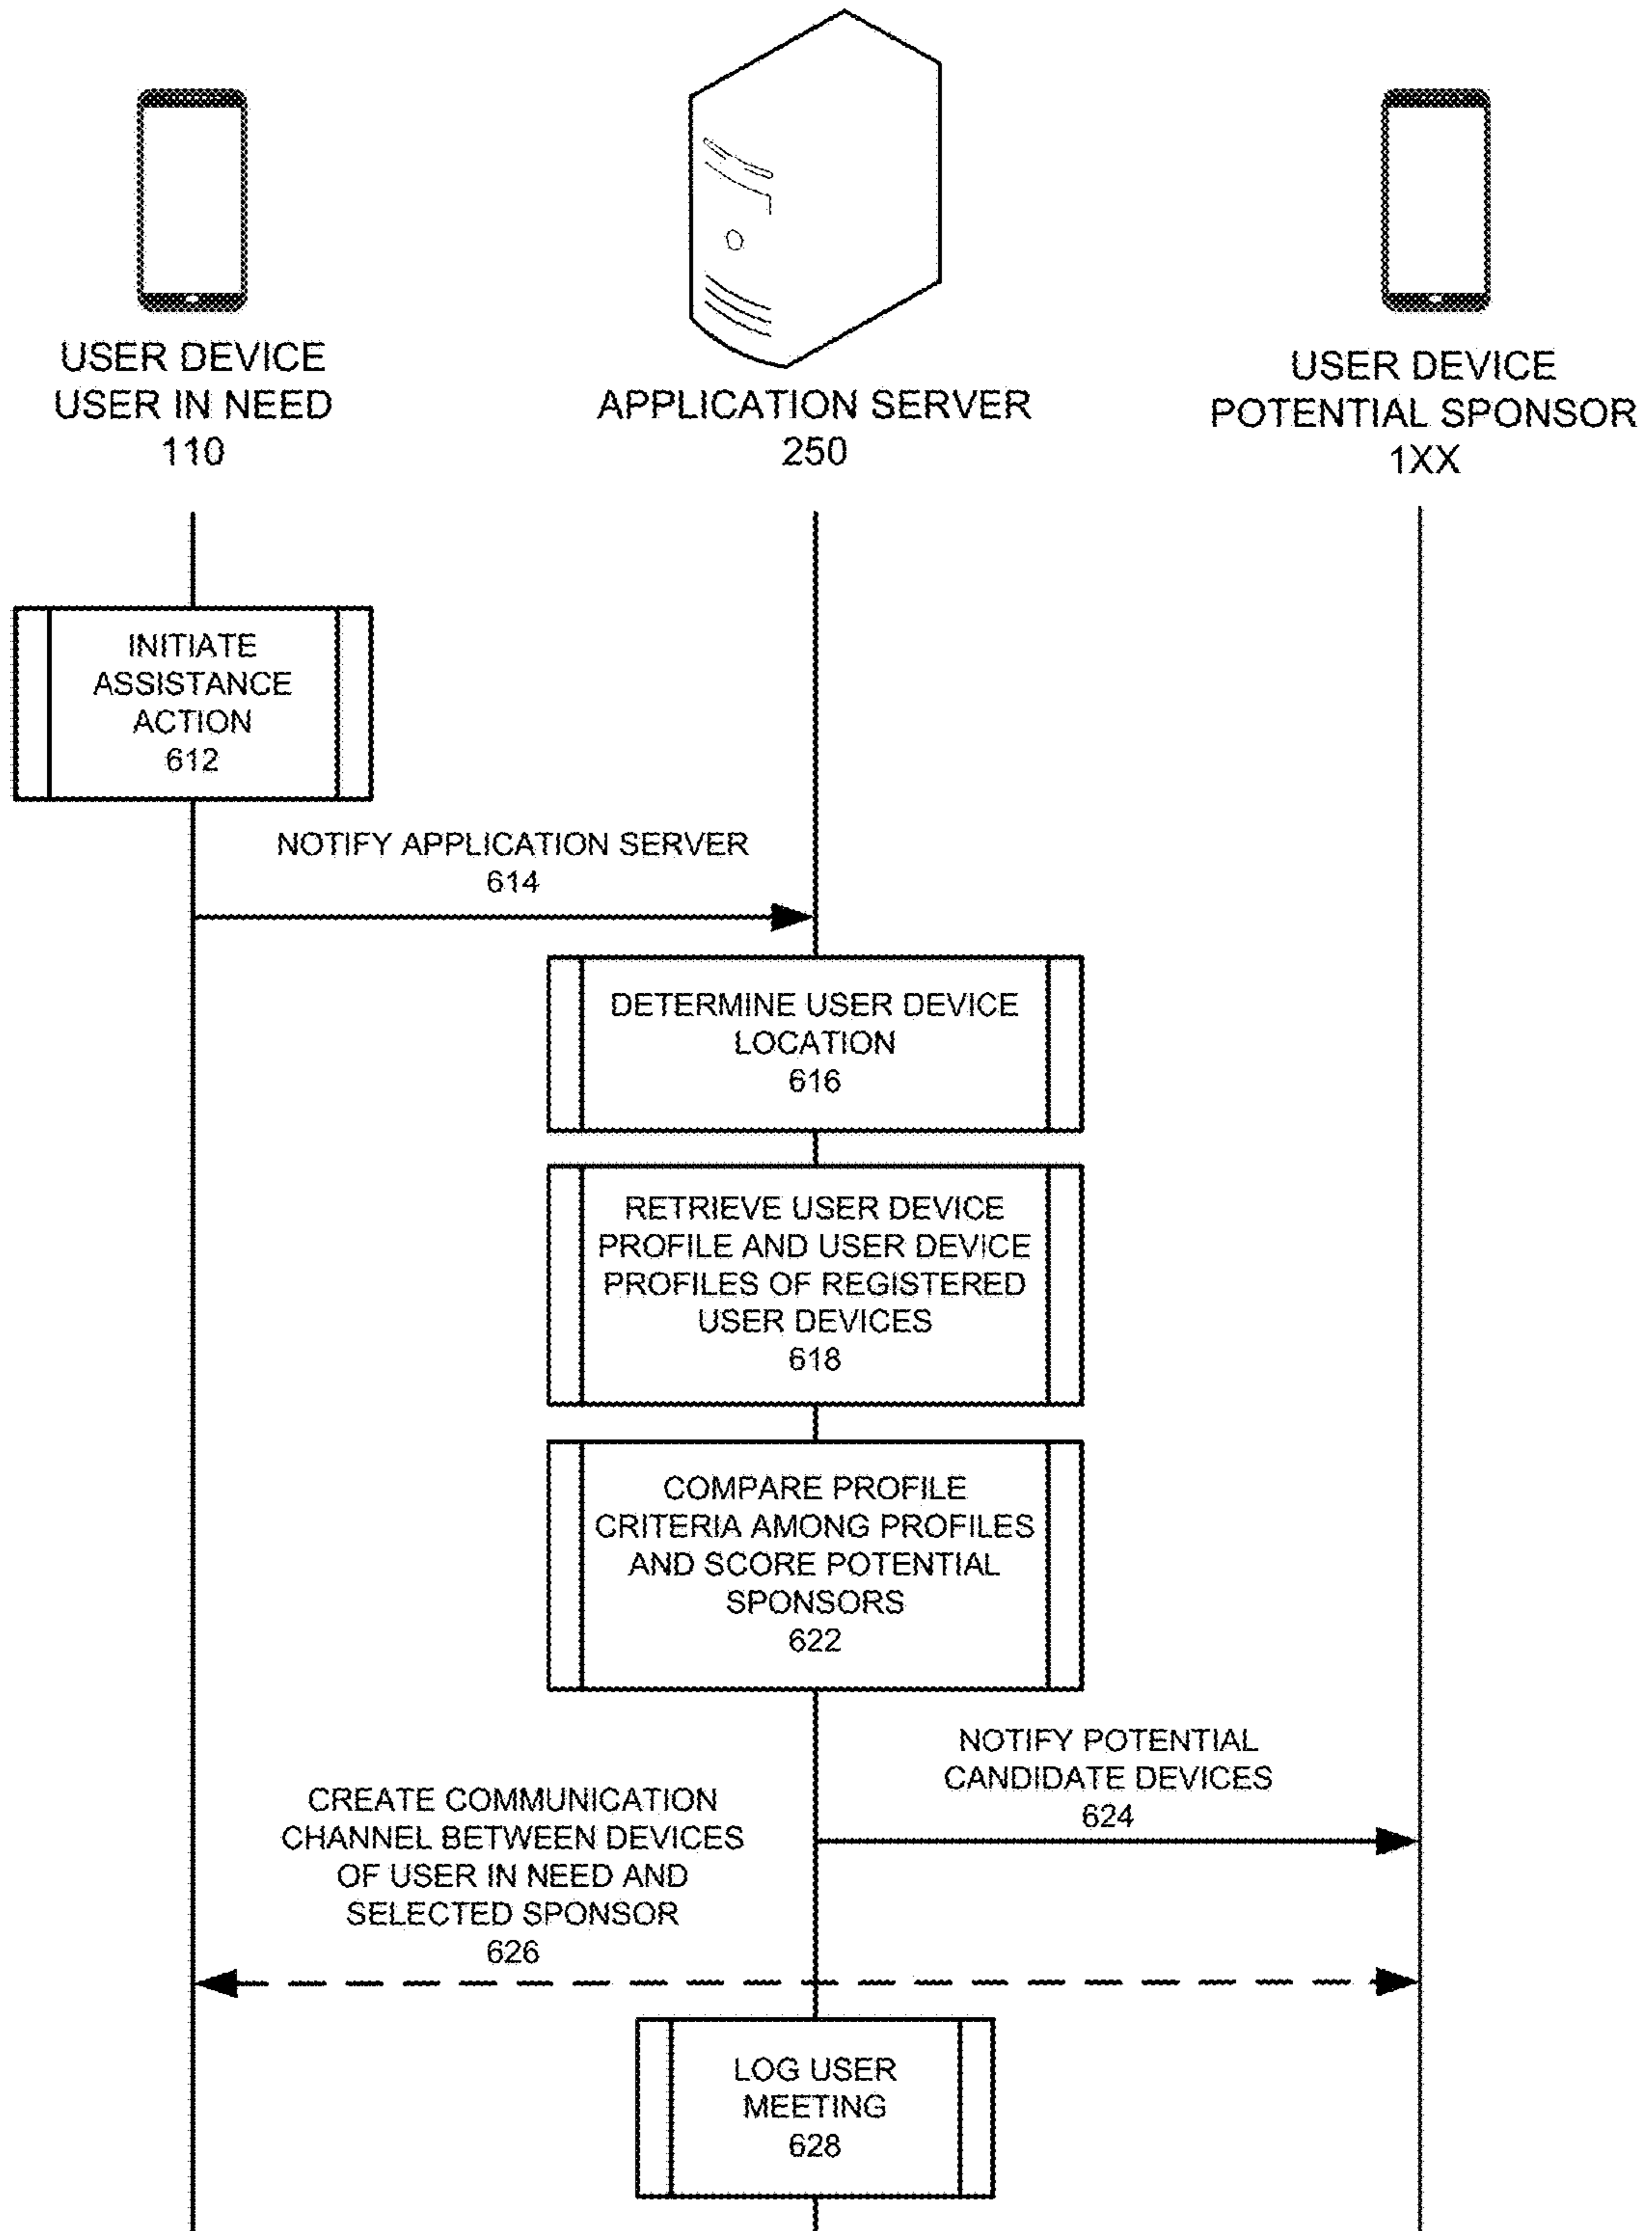 USER DEVICE
USER IN NEED
110
APPLICATION SERVER
250
USER DEVICE
POTENTIAL SPONSOR
1XX
INITIATE
ASSISTANCE
ACTION
612
NOTIFY APPLICATION SERVER
614
DETERMINE USER DEVICE
LOCATION
616
RETRIEVE USER DEVICE
PROFILE AND USER DEVICE
PROFILES OF REGISTERED
USER DEVICES
618
COMPARE PROFILE
CRITERIA AMONG PROFILES
AND SCORE POTENTIAL
SPONSORS
622
NOTIFY POTENTIAL
CANDIDATE DEVICES
624
CREATE COMMUNICATION
CHANNEL BETWEEN DEVICES
OF USER IN NEED AND
SELECTED SPONSOR
626
LOG USER
MEETING
628